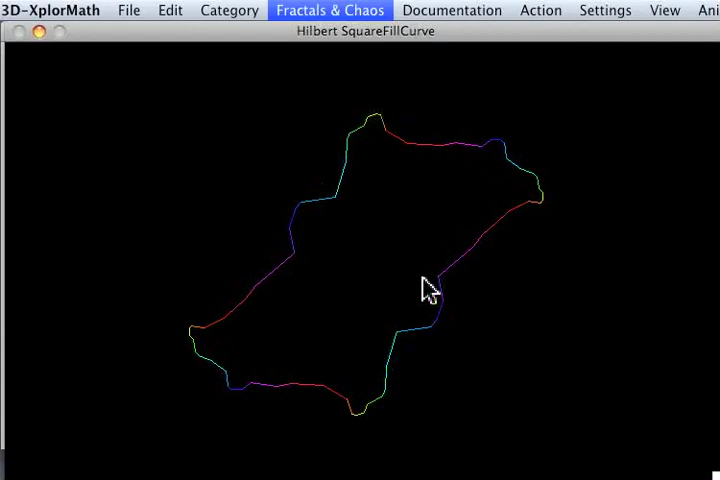 3D-XplorMath File Edit Category Fractals & Chaos Documentation Action Settings View Ani
Hilbert SquareFillCurve